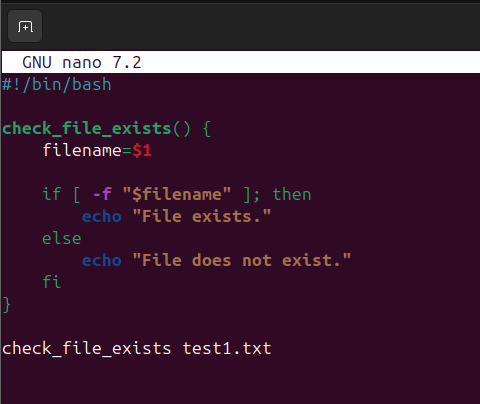 GNU nano 7.2
#!/bin/bash
check_file_exists() {
    filename=$1
    if [ -f "$filename" ]; then
        echo "File exists."
    else
        echo "File does not exist."
    fi
}
check_file_exists test1.txt